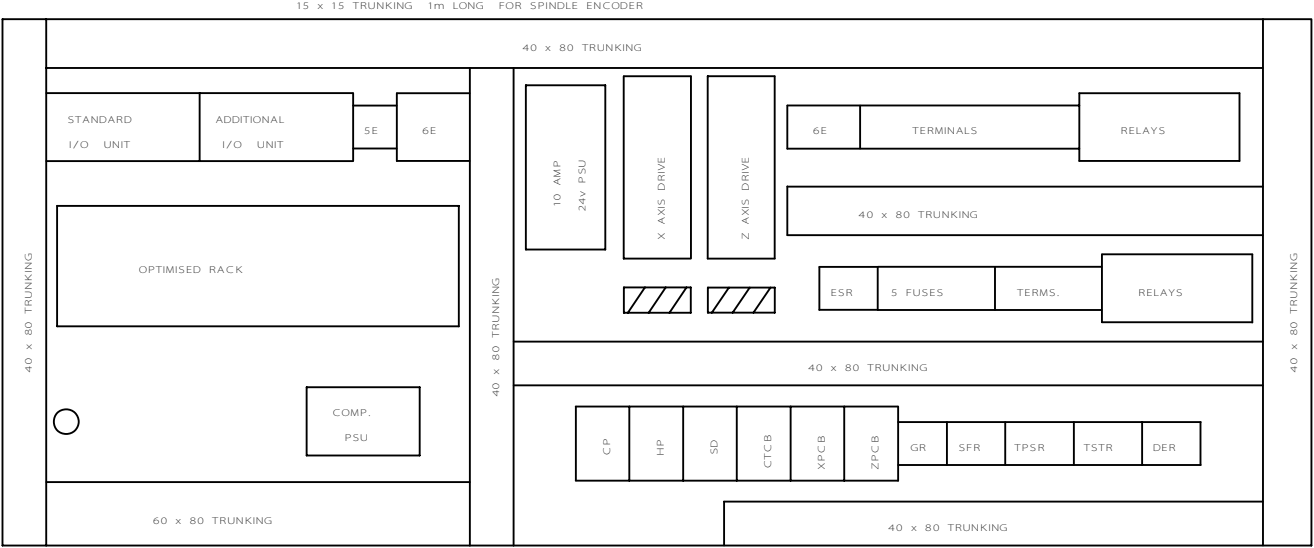 15 x 15 TRUNKING 1m LONG FOR SPINDLE ENCODER
40 x 80 TRUNKING
STANDARD
I/O UNIT
ADDITIONAL
I/O UNIT
5E
6E
10 AMP
24v PSU
X AXIS DRIVE
Z AXIS DRIVE
6E
TERMINALS
RELAYS
40 x 80 TRUNKING
40 x 80 TRUNKING
OPTIMISED RACK
40 x 80 TRUNKING
ESR
5 FUSES
TERMS.
RELAYS
40 x 80 TRUNKING
40 x 80 TRUNKING
COMP.
PSU
CP
HP
SD
CTCB
XPCB
ZPCB
GR
SFR
TPSR
TSTR
DER
60 x 80 TRUNKING
40 x 80 TRUNKING